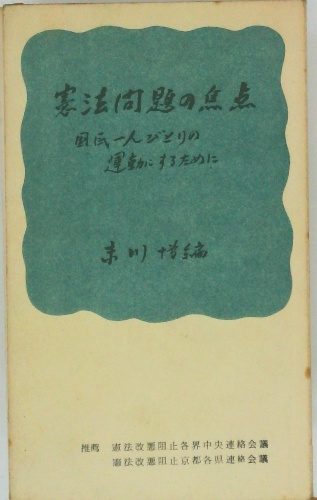 憲法問題の焦点
国民一人びとりの
運動にするために
末川博編
推薦 憲法改悪阻止各界中央連絡会議
憲法改悪阻止京都各県連絡会議